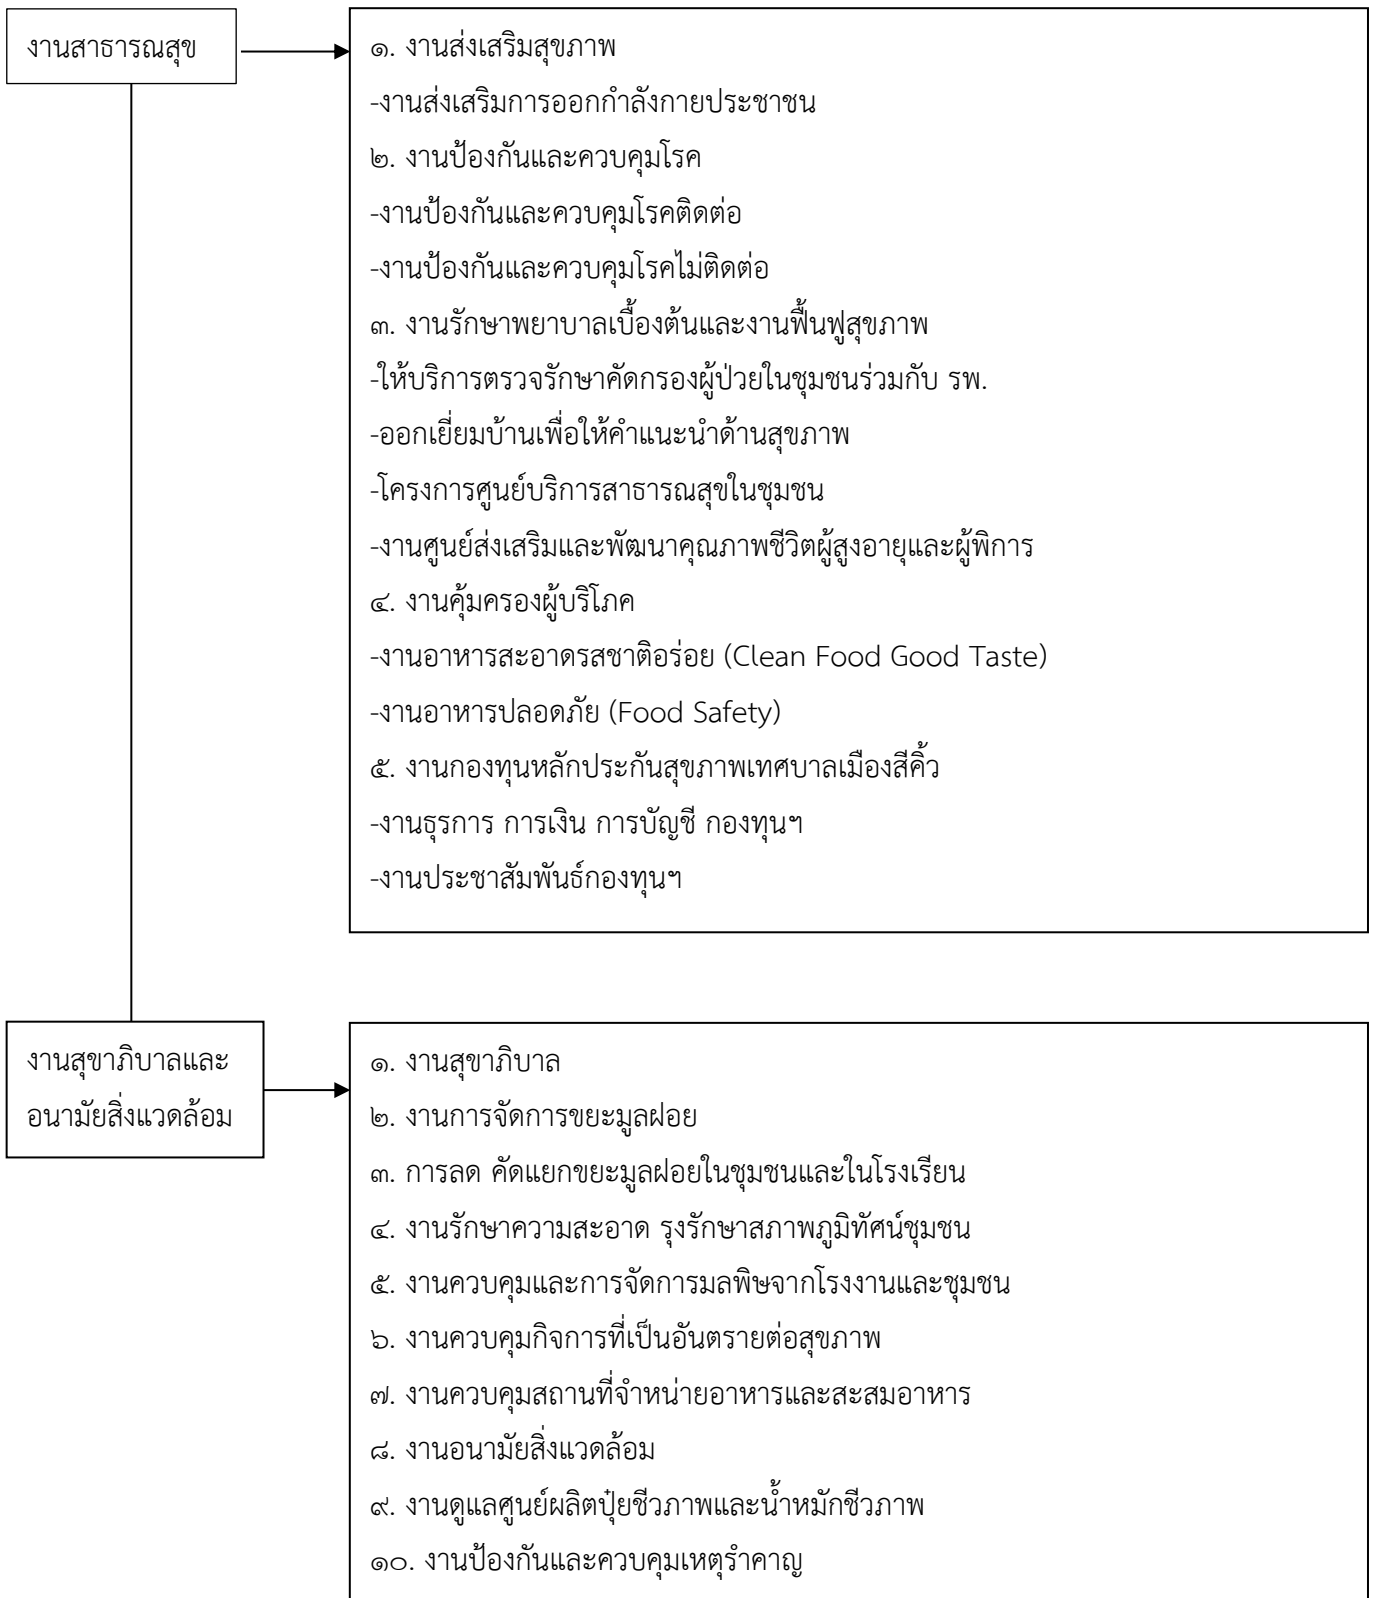 งานสาธารณสุข
๑. งานส่งเสริมสุขภาพ
-งานส่งเสริมการออกกำลังกายประชาชน
๒. งานป้องกันและควบคุมโรค
-งานป้องกันและควบคุมโรคติดต่อ
-งานป้องกันและควบคุมโรคไม่ติดต่อ
๓. งานรักษาพยาบาลเบื้องต้นและงานฟื้นฟูสุขภาพ
-ให้บริการตรวจรักษาคัดกรองผู้ป่วยในชุมชนร่วมกับ รพ.
-ออกเยี่ยมบ้านเพื่อให้คำแนะนำด้านสุขภาพ
-โครงการศูนย์บริการสาธารณสุขในชุมชน
-งานศูนย์ส่งเสริมและพัฒนาคุณภาพชีวิตผู้สูงอายุและผู้พิการ
๔. งานคุ้มครองผู้บริโภค
-งานอาหารสะอาดรสชาติอร่อย (Clean Food Good Taste)
-งานอาหารปลอดภัย (Food Safety)
๕. งานกองทุนหลักประกันสุขภาพเทศบาลเมืองสีคิ้ว
-งานธุรการ การเงิน การบัญชี กองทุนฯ
-งานประชาสัมพันธ์กองทุนฯ
งานสุขาภิบาลและ
อนามัยสิ่งแวดล้อม
๑. งานสุขาภิบาล
๒. งานการจัดการขยะมูลฝอย
๓. การลด คัดแยกขยะมูลฝอยในชุมชนและในโรงเรียน
๔. งานรักษาความสะอาด รุงรักษาสภาพภูมิทัศน์ชุมชน
๕. งานควบคุมและการจัดการมลพิษจากโรงงานและชุมชน
๖. งานควบคุมกิจการที่เป็นอันตรายต่อสุขภาพ
๗. งานควบคุมสถานที่จำหน่ายอาหารและสะสมอาหาร
๘. งานอนามัยสิ่งแวดล้อม
๙. งานดูแลศูนย์ผลิตปุ๋ยชีวภาพและน้ำหมักชีวภาพ
๑๐. งานป้องกันและควบคุมเหตุรำคาญ